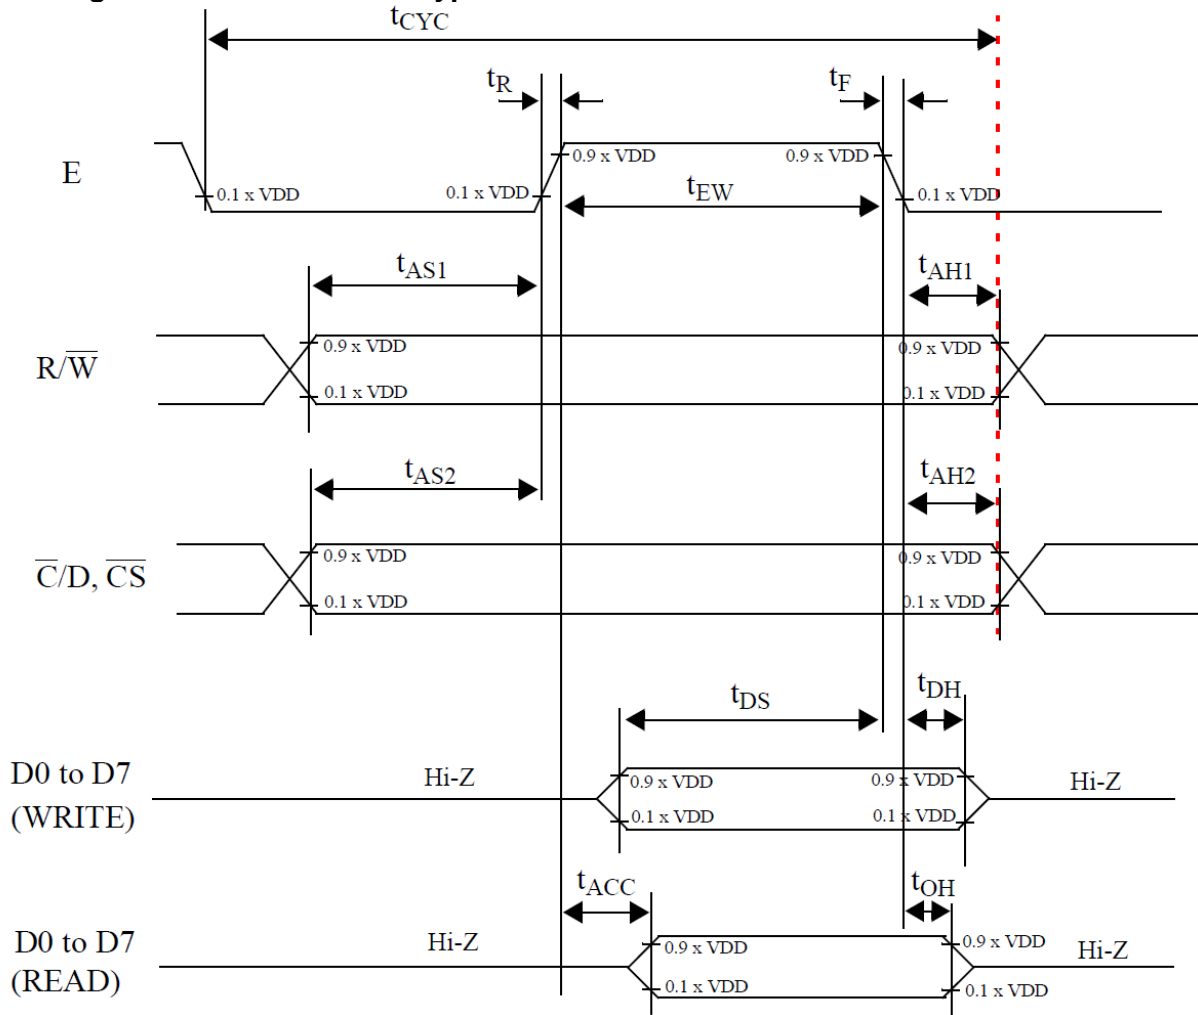 tCYC
tR
tF
E
0.9 x VDD
0.9 x VDD
0.1 x VDD
0.1 x VDD
tEW
0.1 x VDD
tAS1
tAH1
R/W̅
0.9 x VDD
0.9 x VDD
0.1 x VDD
0.1 x VDD
tAS2
tAH2
C̅/D, C̅S̅
0.9 x VDD
0.9 x VDD
0.1 x VDD
0.1 x VDD
tDS
tDH
D0 to D7
(WRITE)
Hi-Z
0.9 x VDD
0.9 x VDD
Hi-Z
0.1 x VDD
0.1 x VDD
tACC
tOH
D0 to D7
(READ)
Hi-Z
0.9 x VDD
0.9 x VDD
Hi-Z
0.1 x VDD
0.1 x VDD